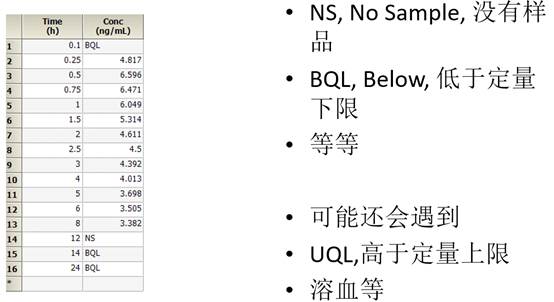 Time Conc
(h) (ng/mL)
1 0.1 BQL
2 0.25 4.817
3 0.5 6.596
4 0.75 6.471
5 1 6.049
6 1.5 5.314
7 2 4.611
8 2.5 4.5
9 3 4.392
10 4 4.013
11 5 3.698
12 6 3.505
13 8 3.382
14 12 NS
15 14 BQL
16 24 BQL
*
• NS, No Sample, 没有样
品
• BQL, Below, 低于定量
下限
• 等等
• 可能还会遇到
• UQL,高于定量上限
• 溶血等